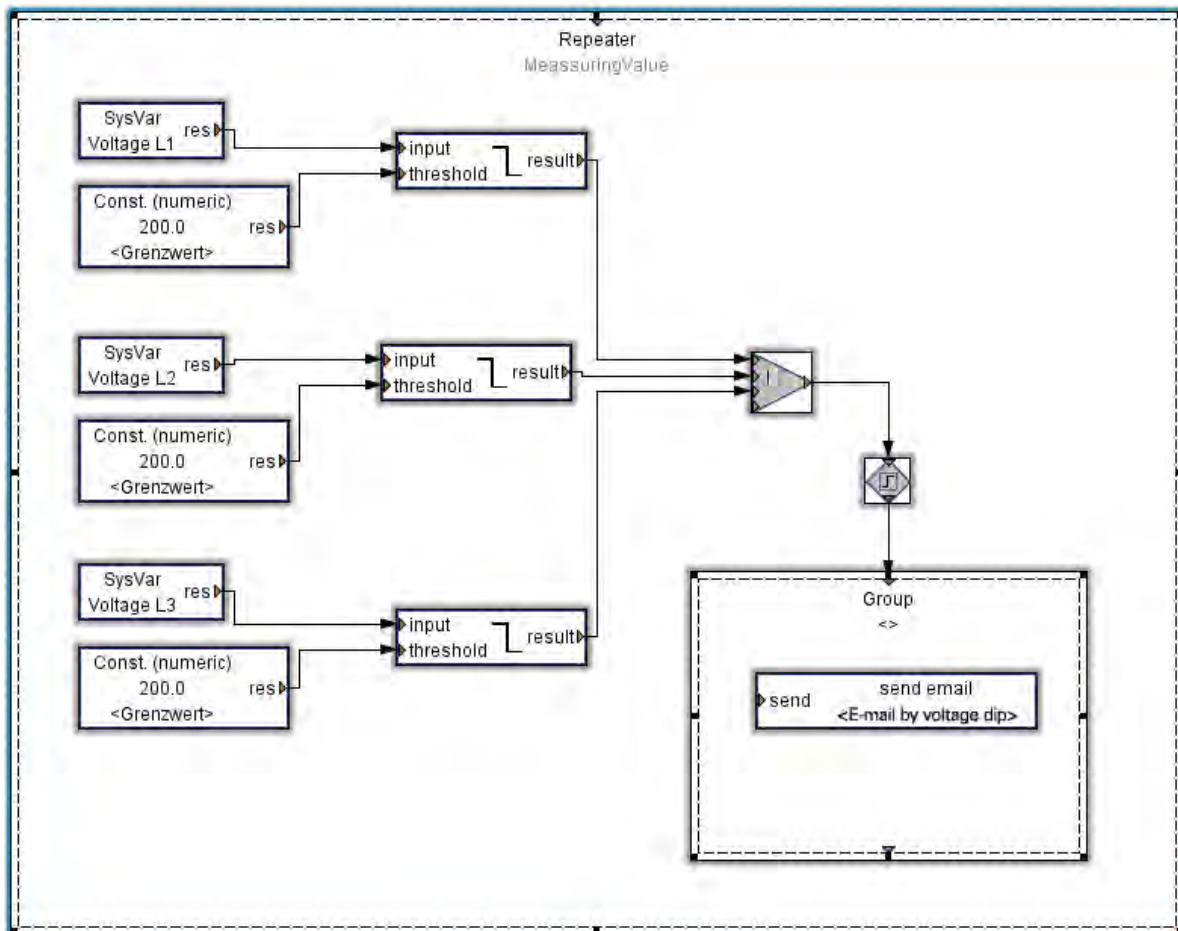 Repeater
MeassuringValue
SysVar
Voltage L1
res
input
threshold
result
Const. (numeric)
200.0
<Grenzwert>
res
SysVar
Voltage L2
res
input
threshold
result
Const. (numeric)
200.0
<Grenzwert>
res
SysVar
Voltage L3
res
input
threshold
result
Const. (numeric)
200.0
<Grenzwert>
res
Group
<>
send
send email
<E-mail by voltage dip>